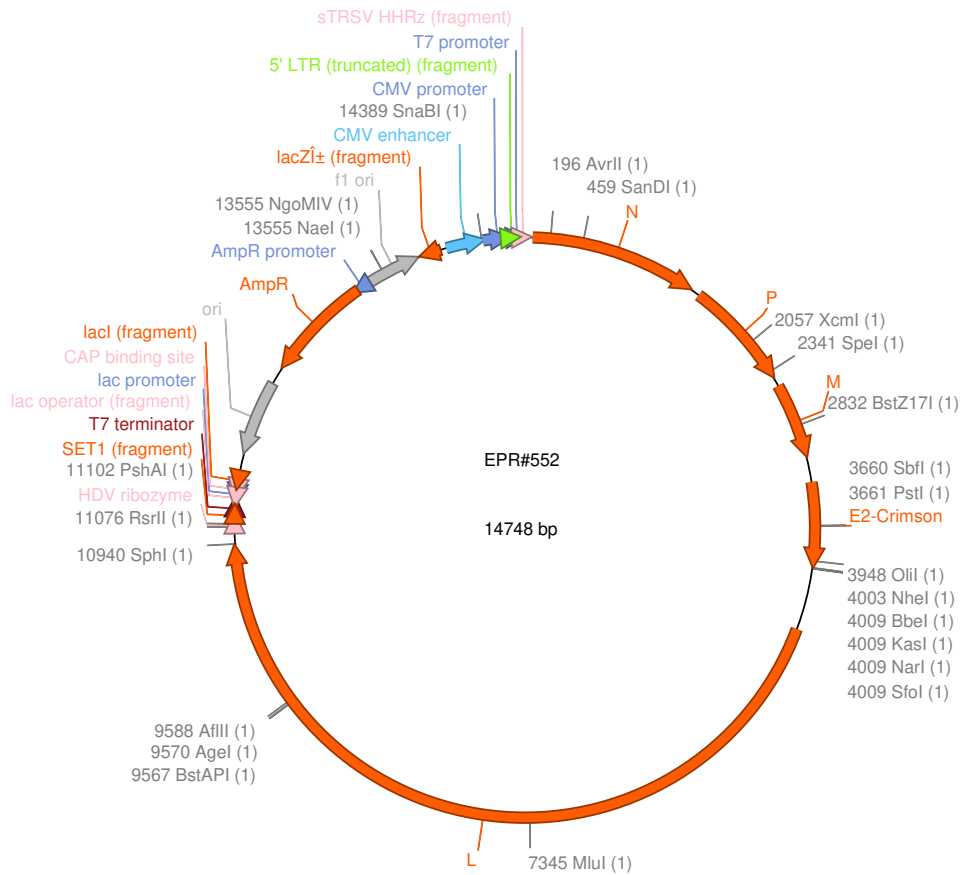 sTRSV HHRz (fragment)
T7 promoter
5' LTR (truncated) (fragment)
CMV promoter
14389 SnaBI (1)
CMV enhancer
lacZÎ± (fragment)
f1 ori
13555 NgoMIV (1)
13555 NaeI (1)
AmpR promoter
AmpR
ori
lacI (fragment)
CAP binding site
lac promoter
lac operator (fragment)
T7 terminator
SET1 (fragment)
11102 PshAI (1)
HDV ribozyme
11076 RsrII (1)
10940 SphI (1)
9588 AflII (1)
9570 AgeI (1)
9567 BstAPI (1)
L
7345 MluI (1)
196 AvrII (1)
459 SanDI (1)
N
P
2057 XcmI (1)
2341 SpeI (1)
M
2832 BstZ17I (1)
3660 SbfI (1)
3661 PstI (1)
E2-Crimson
3948 OliI (1)
4003 NheI (1)
4009 BbeI (1)
4009 KasI (1)
4009 NarI (1)
4009 SfoI (1)
EPR#552
14748 bp